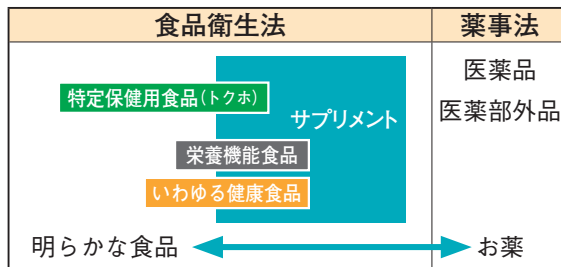 食品衛生法
薬事法
医薬品
医薬部外品
特定保健用食品(トクホ)
サプリメント
栄養機能食品
いわゆる健康食品
明らかな食品
お薬